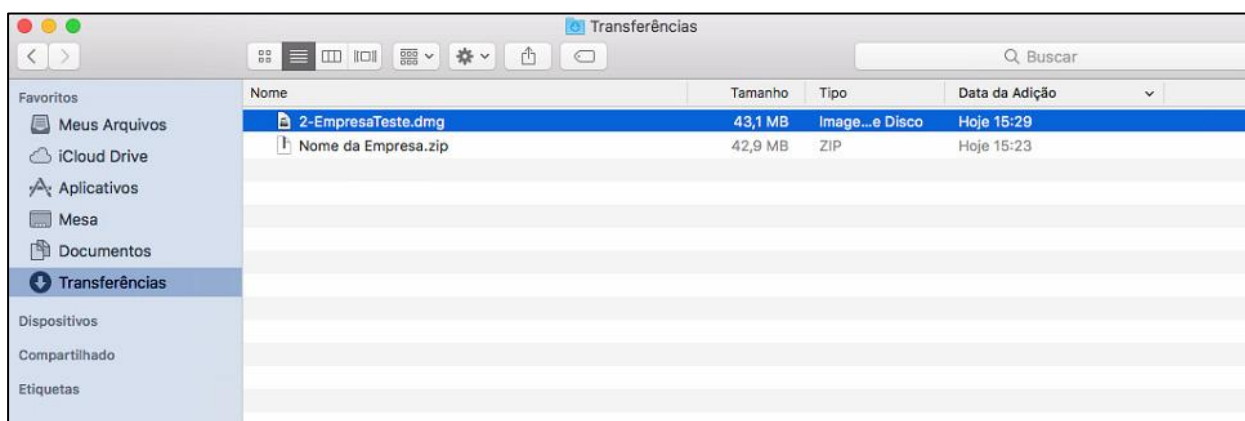 Transferências
Buscar
Favoritos
Meus Arquivos
iCloud Drive
Aplicativos
Mesa
Documentos
Transferências
Dispositivos
Compartilhado
Etiquetas
Nome Tamanho Tipo Data da Adição
2-EmpresaTeste.dmg 43,1 MB Image...e Disco Hoje 15:29
Nome da Empresa.zip 42,9 MB ZIP Hoje 15:23